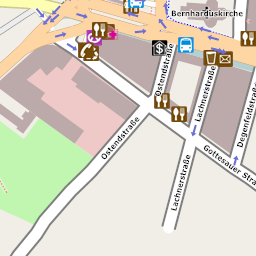 Bernharduskirche
$
Ostendstraße
Lachnerstraße
Degenfeldstraße
Ostendstraße
Lachnerstraße
Gottesauer Stra